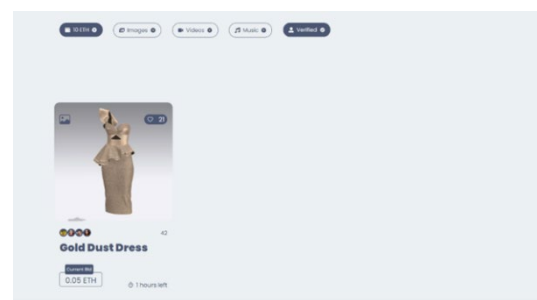 10 ETH
Images
Videos
Music
Verified
21
42
Gold Dust Dress
Current Bid
0.05 ETH
1 hours left